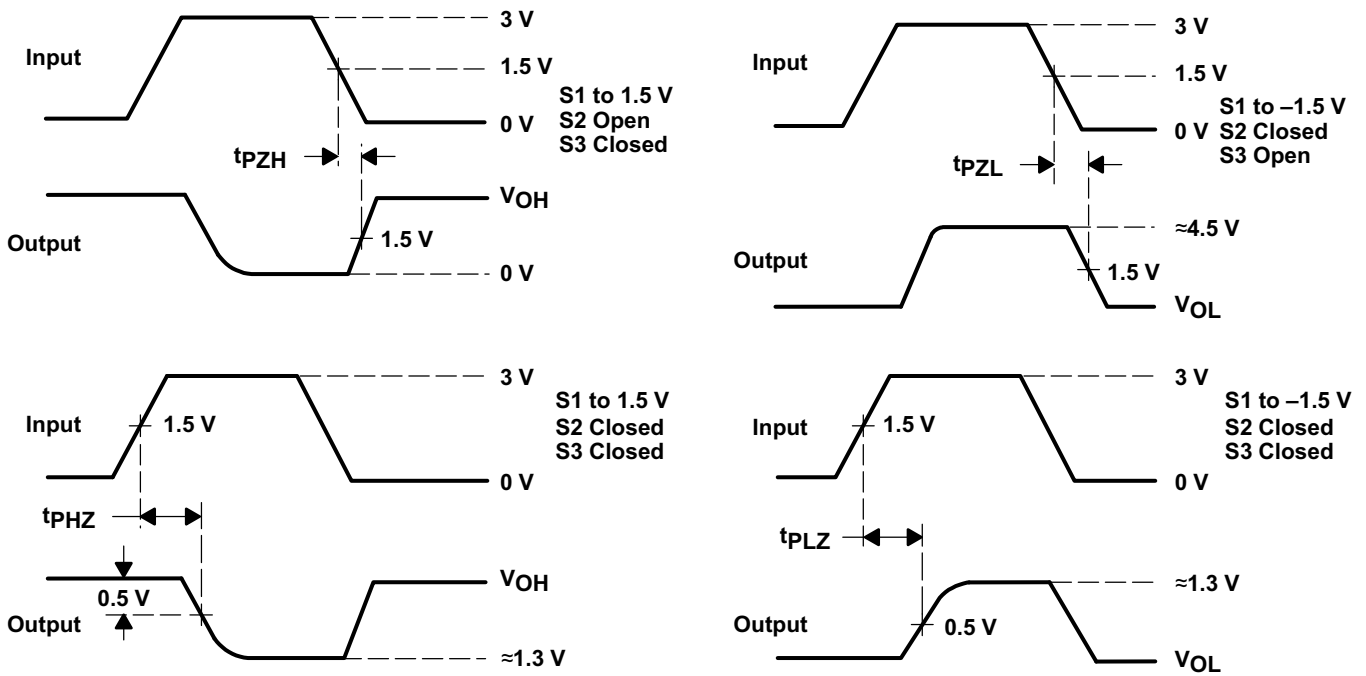 3 V
Input
1.5 V
S1 to 1.5 V
S2 Open
S3 Closed
0 V
tPZH
VOH
Output
1.5 V
0 V
3 V
Input
1.5 V
S1 to –1.5 V
S2 Closed
S3 Open
0 V
tPZL
≈4.5 V
Output
1.5 V
VOL
3 V
S1 to 1.5 V
S2 Closed
S3 Closed
Input
1.5 V
0 V
tPHZ
VOH
0.5 V
Output
≈1.3 V
3 V
S1 to –1.5 V
S2 Closed
S3 Closed
Input
1.5 V
0 V
tPLZ
≈1.3 V
Output
0.5 V
VOL